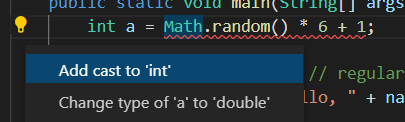 public static void main(String[] args
int a = Math.random() * 6 + 1;
Add cast to 'int'
// regular
Change type of 'a' to 'double'
llo, " + na